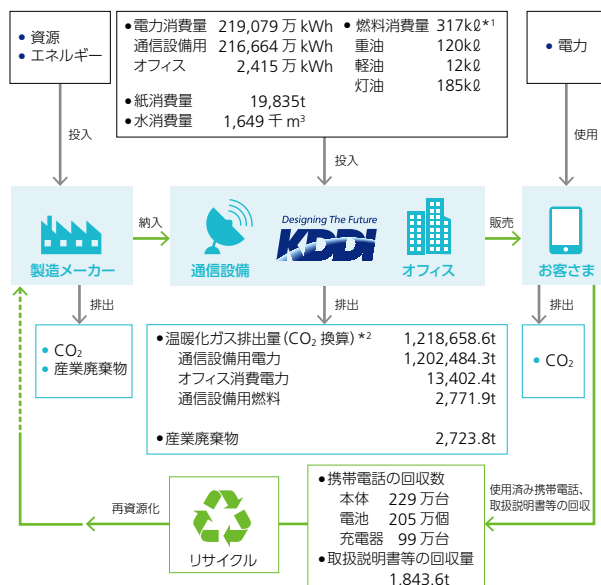 • 資源
• エネルギー
• 電力消費量 219,079 万 kWh
通信設備用 216,664 万 kWh
オフィス 2,415 万 kWh
• 紙消費量 19,835t
• 水消費量 1,649 千 m³
• 燃料消費量 317kℓ*1
重油 120kℓ
軽油 12kℓ
灯油 185kℓ
• 電力
投入
投入
使用
製造メーカー
納入
通信設備
Designing The Future
KDDI
オフィス
販売
お客さま
排出
排出
排出
• CO₂
• 産業廃棄物
• 温暖化ガス排出量(CO₂ 換算)*2 1,218,658.6t
通信設備用電力 1,202,484.3t
オフィス消費電力 13,402.4t
通信設備用燃料 2,771.9t
• 産業廃棄物 2,723.8t
• CO₂
再資源化
リサイクル
• 携帯電話の回収数
本体 229 万台
電池 205 万個
充電器 99 万台
• 取扱説明書等の回収量
1,843.6t
使用済み携帯電話、
取扱説明書等の回収